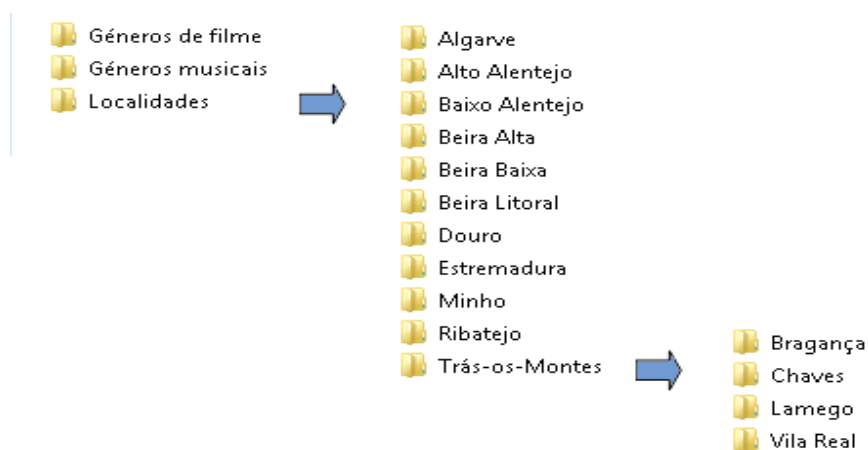 Géneros de filme
Géneros musicais
Localidades
Algarve
Alto Alentejo
Baixo Alentejo
Beira Alta
Beira Baixa
Beira Litoral
Douro
Estremadura
Minho
Ribatejo
Trás-os-Montes
Bragança
Chaves
Lamego
Vila Real